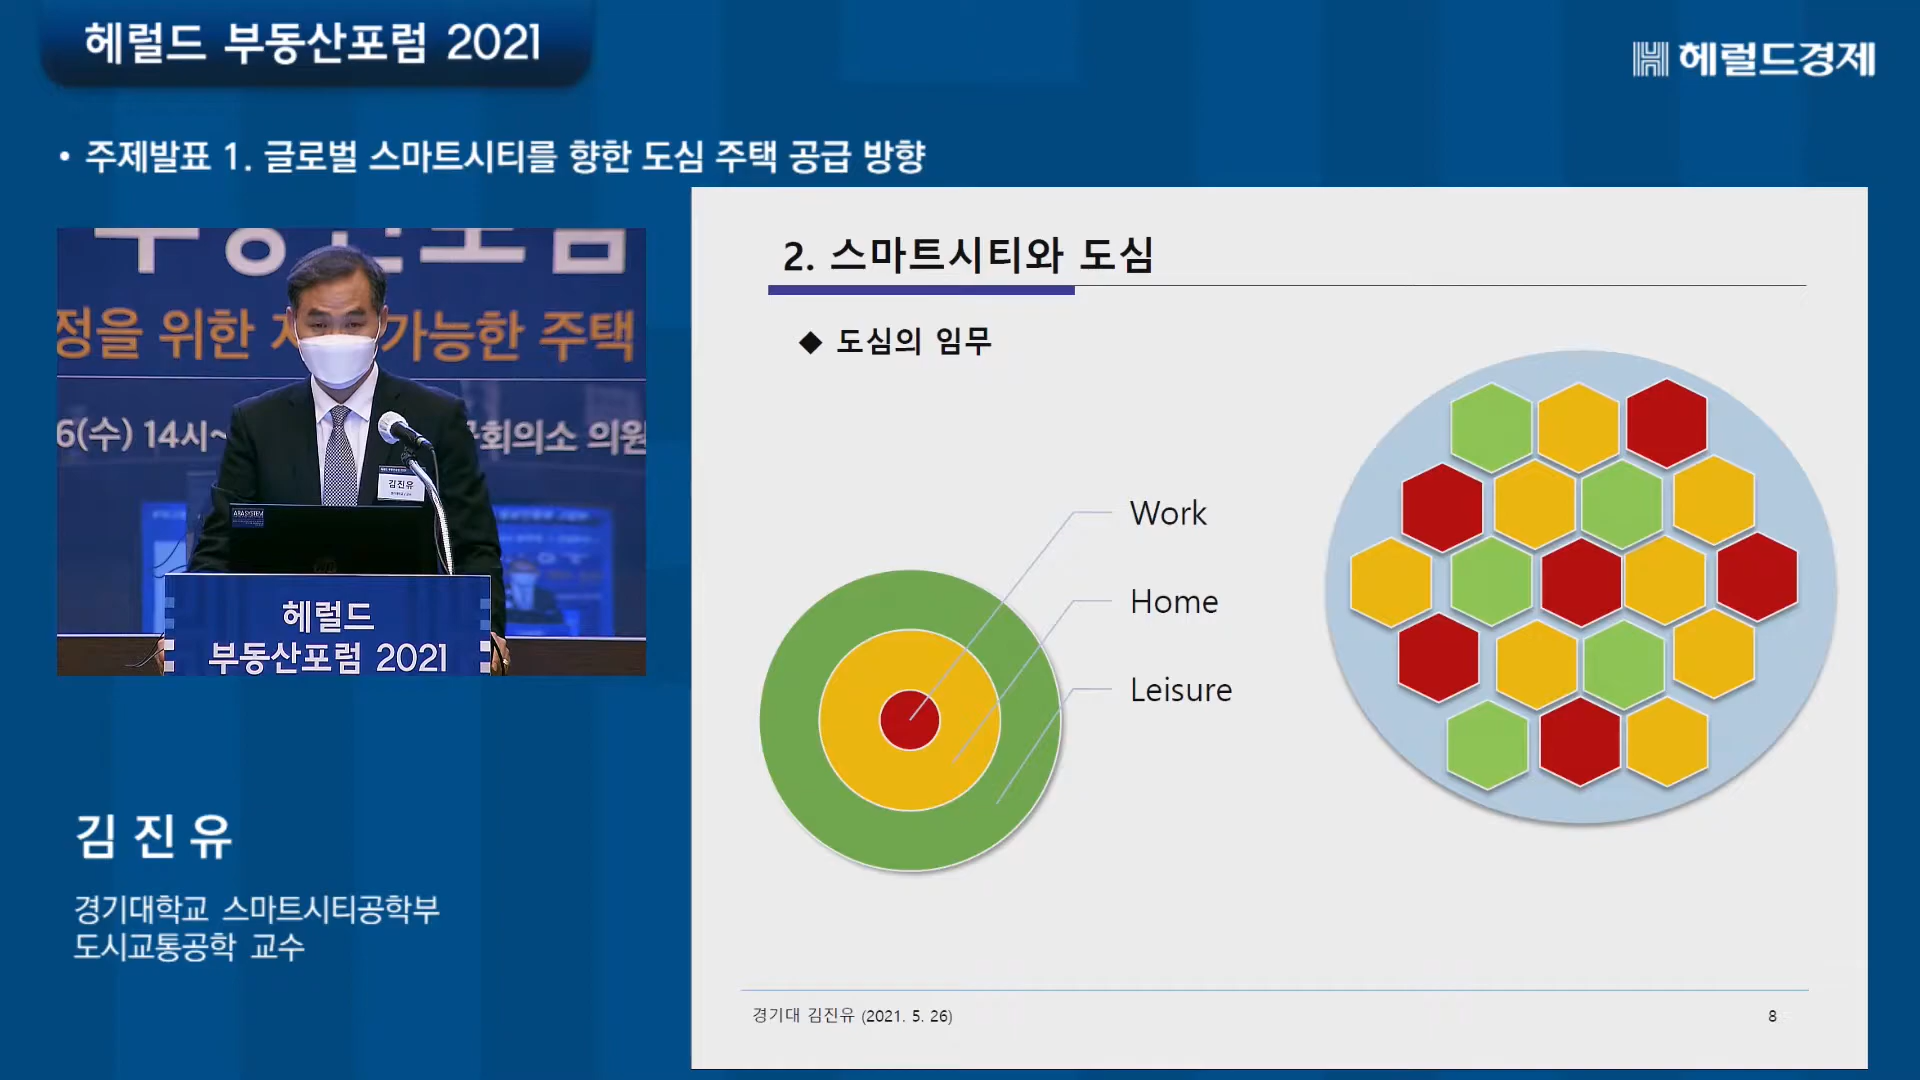 헤럴드 부동산포럼 2021
헤럴드경제
• 주제발표 1. 글로벌 스마트시티를 향한 도심 주택 공급 방향
정을 위한 가능한 주택
6(수) 14시~ 회의소 의원
김진유
헤럴드
부동산포럼 2021
김진유
경기대학교 스마트시티공학부
도시교통공학 교수
2. 스마트시티와 도심
◆ 도심의 임무
Work
Home
Leisure
경기대 김진유 (2021. 5. 26)
8